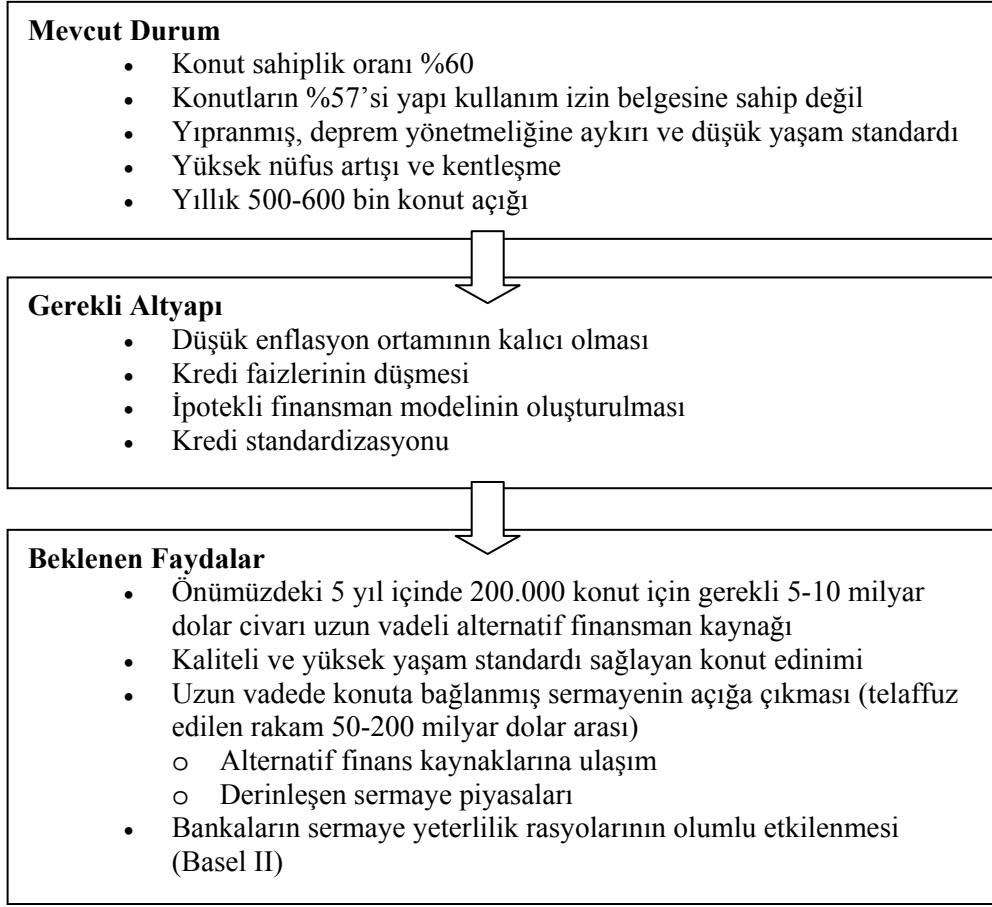 Mevcut Durum
• Konut sahiplik oranı %60
• Konutların %57’si yapı kullanım izin belgesine sahip değil
• Yıpranmış, deprem yönetmeliğine aykırı ve düşük yaşam standardı
• Yüksek nüfus artışı ve kentleşme
• Yıllık 500-600 bin konut açığı
Gerekli Altyapı
• Düşük enflasyon ortamının kalıcı olması
• Kredi faizlerinin düşmesi
• İpotekli finansman modelinin oluşturulması
• Kredi standardizasyonu
Beklenen Faydalar
• Önümüzdeki 5 yıl içinde 200.000 konut için gerekli 5-10 milyar
dolar civarı uzun vadeli alternatif finansman kaynağı
• Kaliteli ve yüksek yaşam standardı sağlayan konut edinimi
• Uzun vadede konuta bağlanmış sermayenin açığa çıkması (telaffuz
edilen rakam 50-200 milyar dolar arası)
o Alternatif finans kaynaklarına ulaşım
o Derinleşen sermaye piyasaları
• Bankaların sermaye yeterlilik rasyolarının olumlu etkilenmesi
(Basel II)